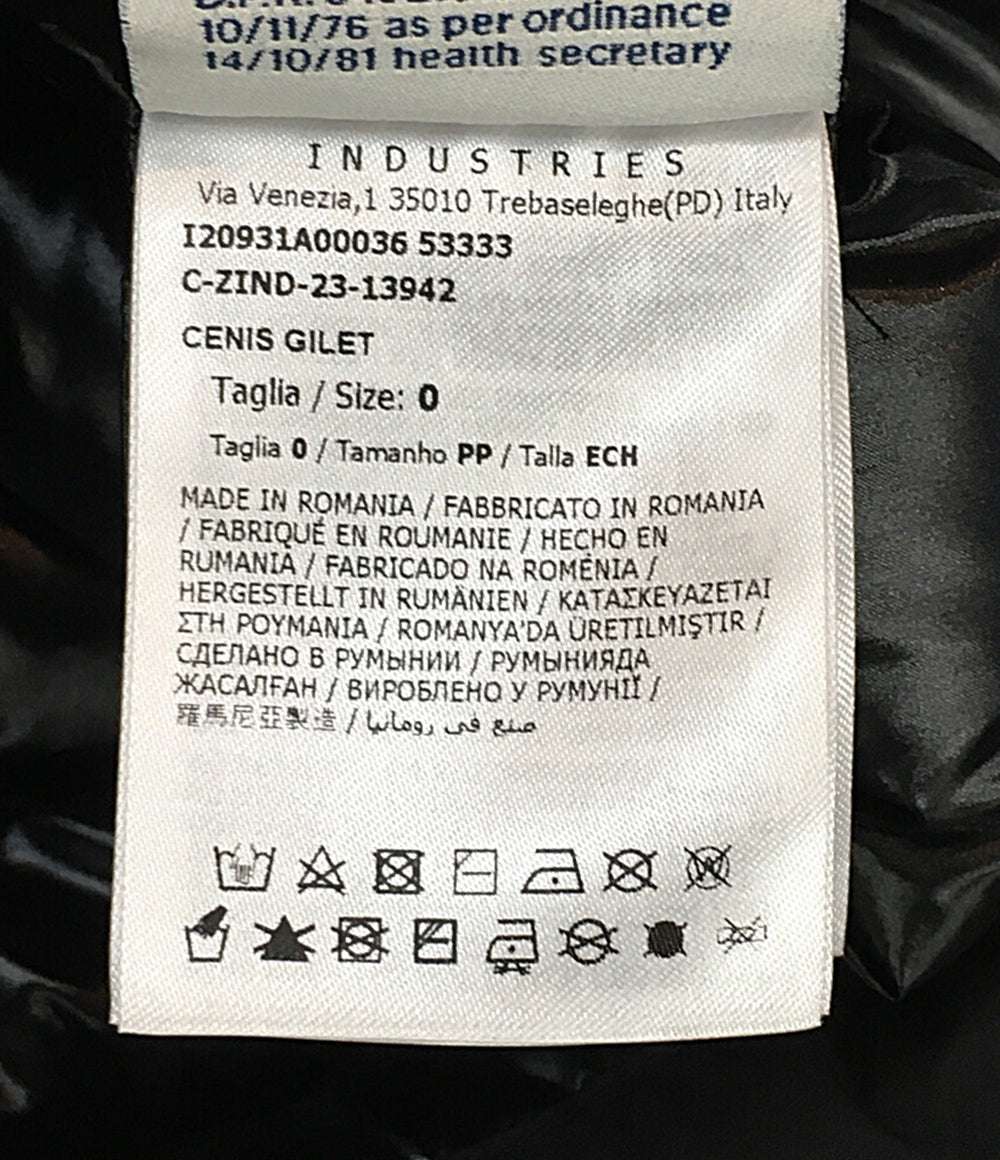 10/11/76 as per ordinance
14/10/81 health secretary
INDUSTRIES
Via Venezia,1 35010 Trebaseleghe(PD) Italy
I20931A00036 53333
C-ZIND-23-13942
CENIS GILET
Taglia / Size: 0
Taglia 0 / Tamanho PP / Talla ECH
MADE IN ROMANIA / FABBRICATO IN ROMANIA
/ FABRIQUÉ EN ROUMANIE / HECHO EN
RUMANIA / FABRICADO NA ROMÉNIA /
HERGESTELLT IN RUMÄNIEN / ΚΑΤΑΣΚΕΥΑΖΕΤΑΙ
ΣΤΗ ΡΟΥΜΑΝΙΑ / ROMANYA'DA ÜRETILMIŞTIR /
СДЕЛАНО В РУМЫНИИ / РУМЫНИЯДА
ЖАСАЛҒАН / ВИРОБЛЕНО У РУМУНІЇ /
羅馬尼亞製造 / صنع في رومانيا
W